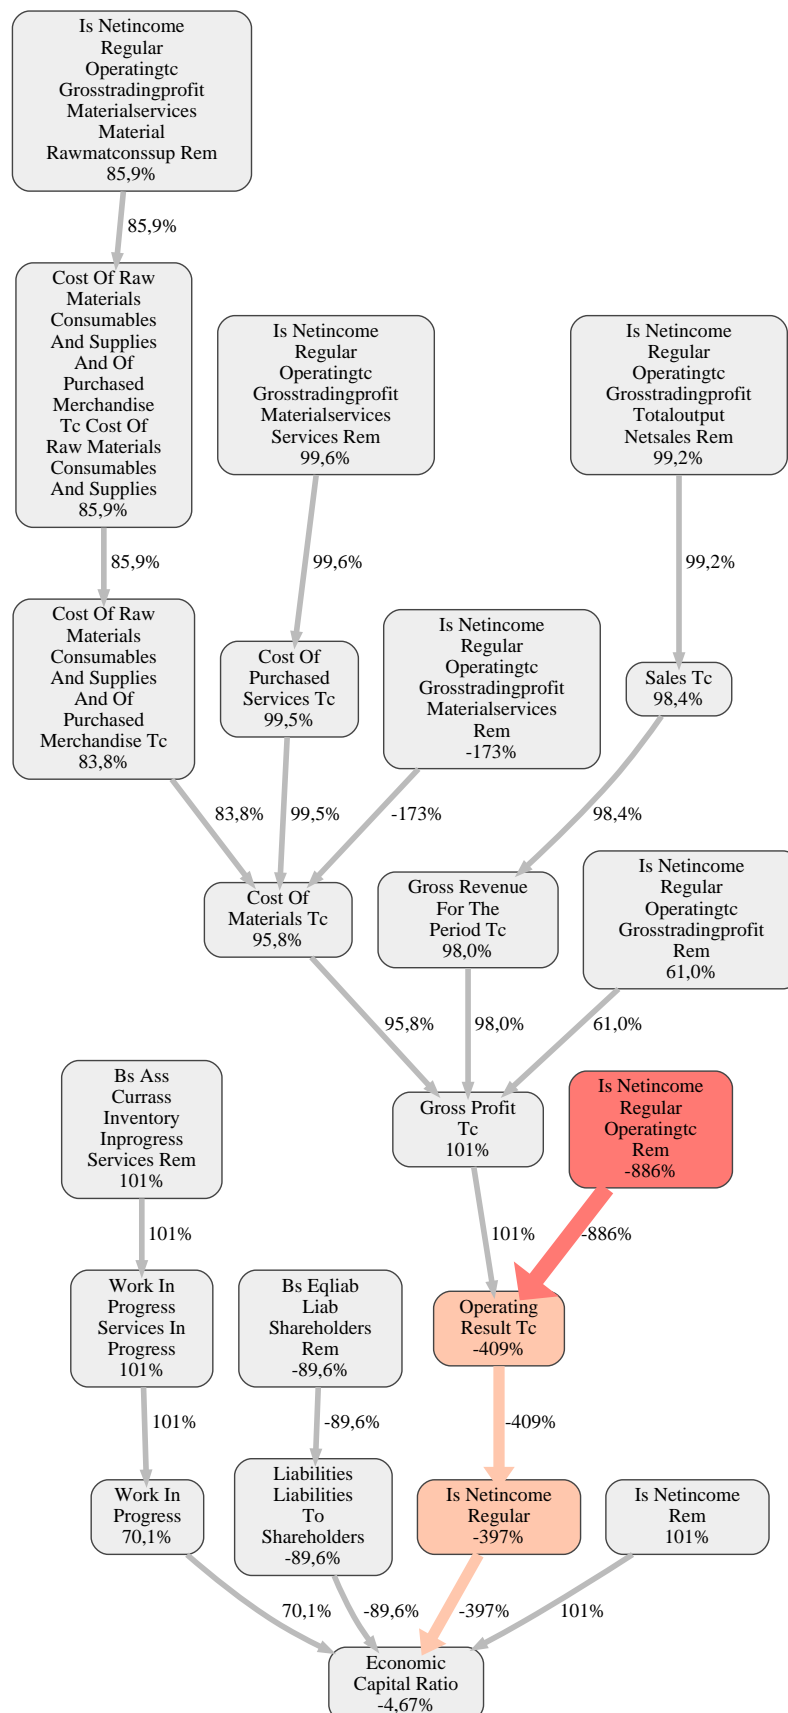 Is Netincome
Regular
Operatingtc
Grosstradingprofit
Materialservices
Material
Rawmatconssup Rem
85,9%
85,9%
Cost Of Raw
Materials
Consumables
And Supplies
And Of
Purchased
Merchandise
Tc Cost Of
Raw Materials
Consumables
And Supplies
85,9%
Is Netincome
Regular
Operatingtc
Grosstradingprofit
Materialservices
Services Rem
99,6%
Is Netincome
Regular
Operatingtc
Grosstradingprofit
Totaloutput
Netsales Rem
99,2%
85,9%
99,6%
99,2%
Cost Of Raw
Materials
Consumables
And Supplies
And Of
Purchased
Merchandise Tc
83,8%
Cost Of
Purchased
Services Tc
99,5%
Is Netincome
Regular
Operatingtc
Grosstradingprofit
Materialservices
Rem
-173%
Sales Tc
98,4%
83,8%
99,5%
-173%
98,4%
Cost Of
Materials Tc
95,8%
Gross Revenue
For The
Period Tc
98,0%
Is Netincome
Regular
Operatingtc
Grosstradingprofit
Rem
61,0%
95,8%
98,0%
61,0%
Bs Ass
Currass
Inventory
Inprogress
Services Rem
101%
Gross Profit
Tc
101%
Is Netincome
Regular
Operatingtc
Rem
-886%
101%
101%
-886%
Work In
Progress
Services In
Progress
101%
Bs Eqliab
Liab
Shareholders
Rem
-89,6%
Operating
Result Tc
-409%
101%
-89,6%
-409%
Work In
Progress
70,1%
Liabilities
Liabilities
To
Shareholders
-89,6%
Is Netincome
Regular
-397%
Is Netincome
Rem
101%
70,1%
-89,6%
-397%
101%
Economic
Capital Ratio
-4,67%